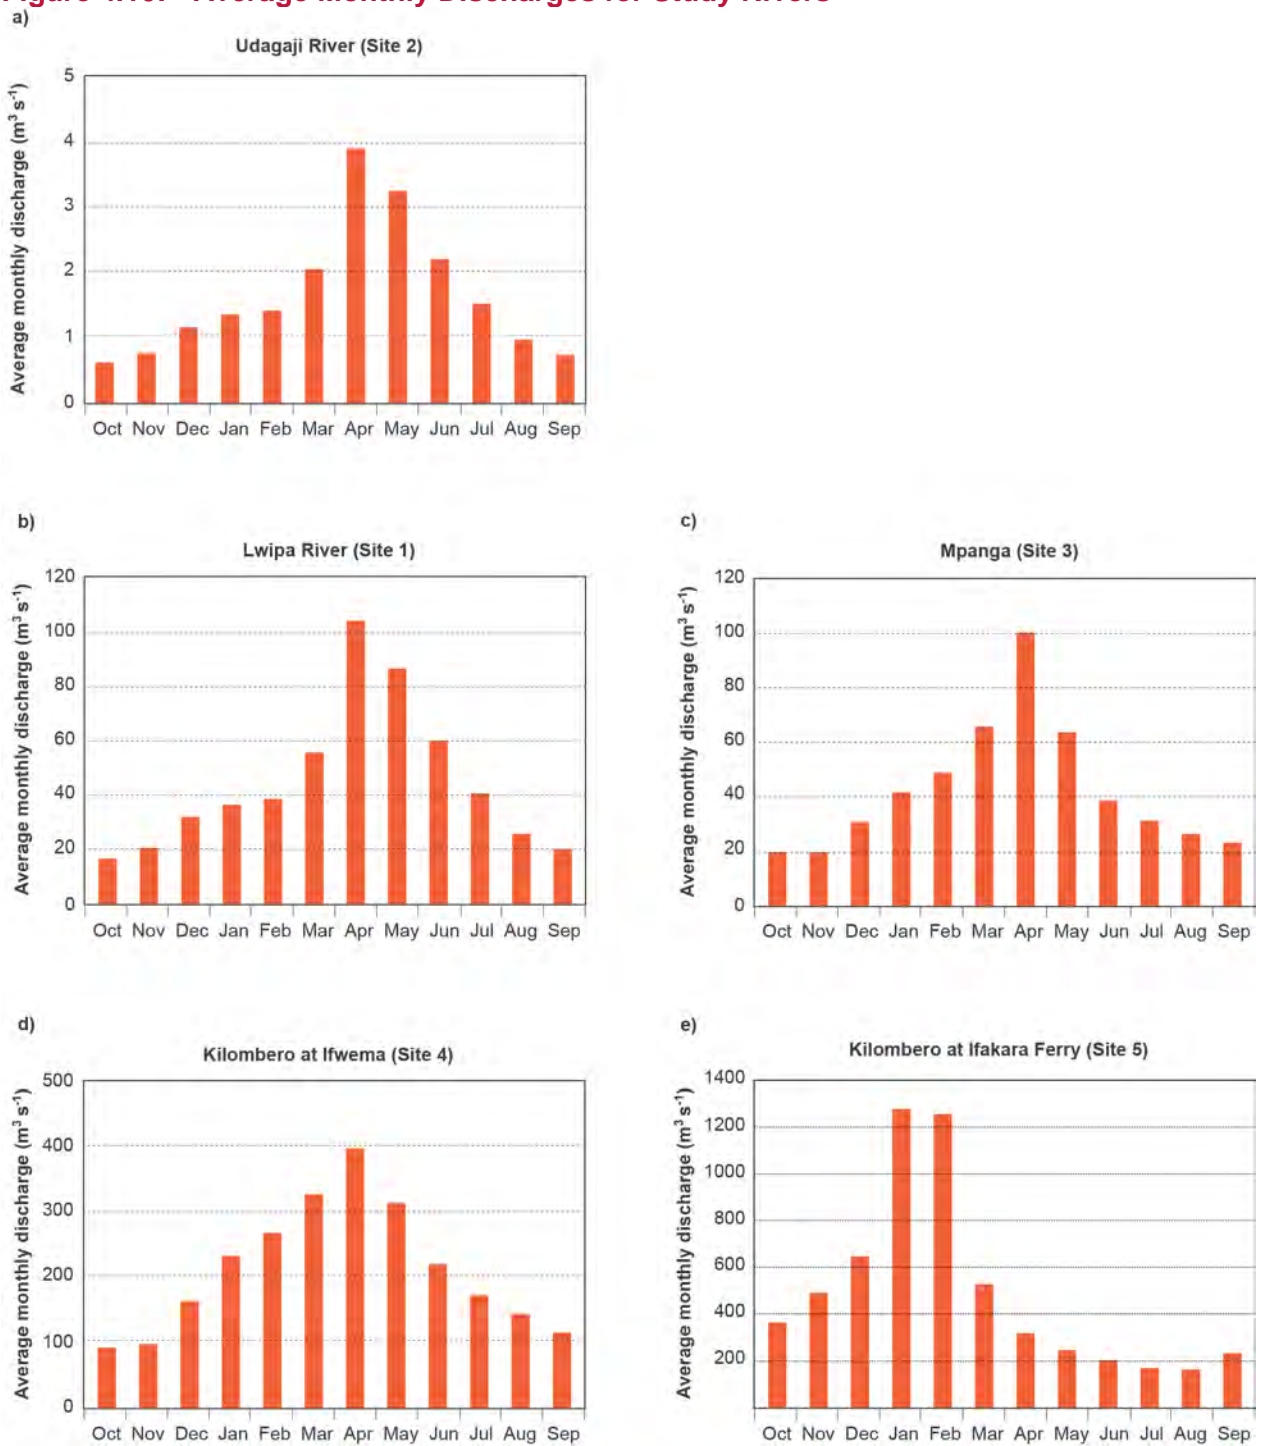 Average Monthly Discharges for Study Rivers
a)
Udagaji River (Site 2)
Average monthly discharge (m³ s⁻¹)
5
4
3
2
1
0
Oct Nov Dec Jan Feb Mar Apr May Jun Jul Aug Sep
b)
Lwipa River (Site 1)
Average monthly discharge (m³ s⁻¹)
120
100
80
60
40
20
0
Oct Nov Dec Jan Feb Mar Apr May Jun Jul Aug Sep
c)
Mpanga (Site 3)
Average monthly discharge (m³ s⁻¹)
120
100
80
60
40
20
0
Oct Nov Dec Jan Feb Mar Apr May Jun Jul Aug Sep
d)
Kilombero at Ifwema (Site 4)
Average monthly discharge (m³ s⁻¹)
500
400
300
200
100
0
Oct Nov Dec Jan Feb Mar Apr May Jun Jul Aug Sep
e)
Kilombero at Ifakara Ferry (Site 5)
Average monthly discharge (m³ s⁻¹)
1400
1200
1000
800
600
400
200
Oct Nov Dec Jan Feb Mar Apr May Jun Jul Aug Sep